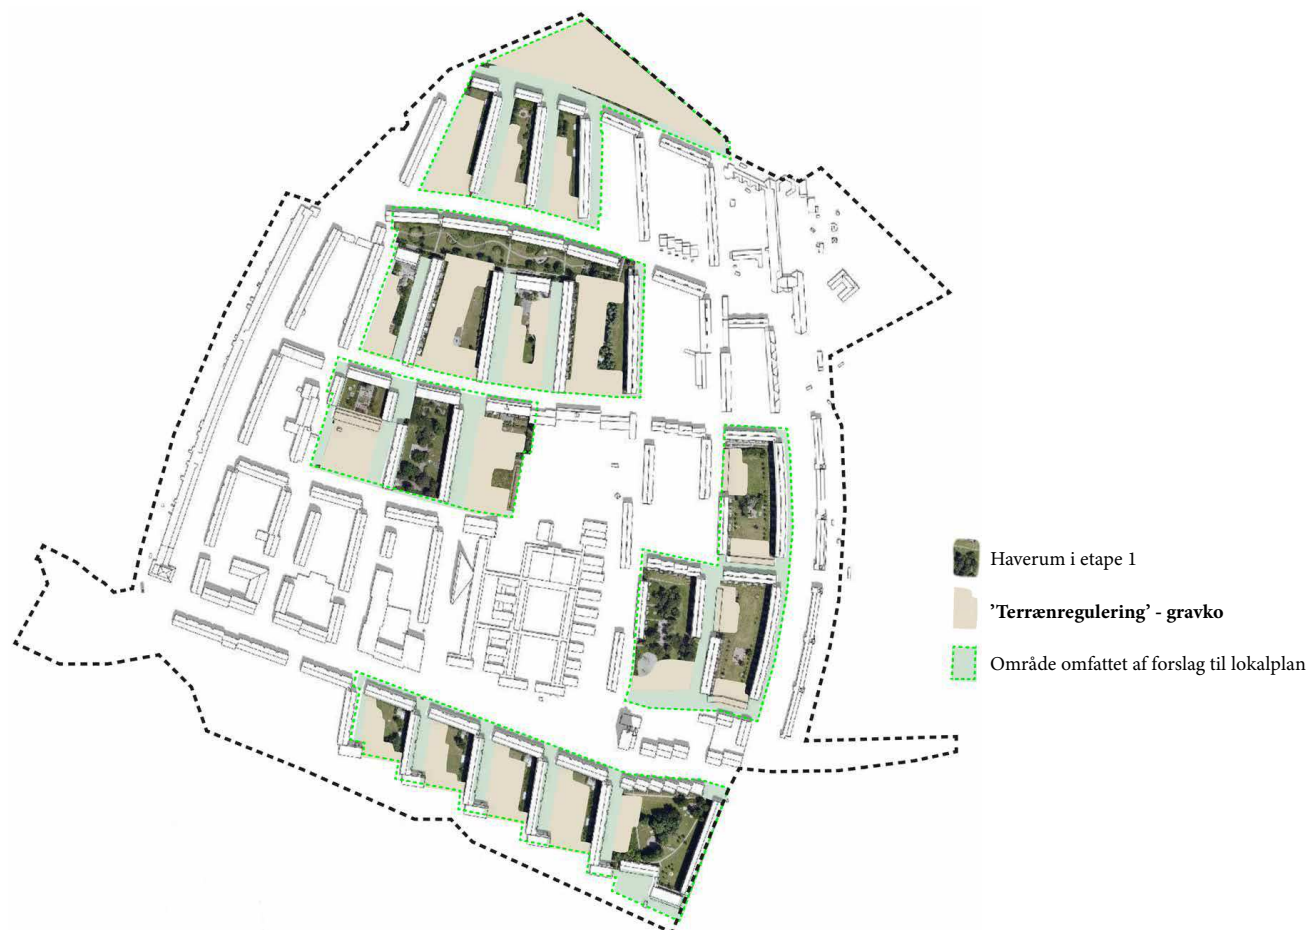 Haverum i etape 1
’Terrænregulering’ - gravko
Område omfattet af forslag til lokalplan